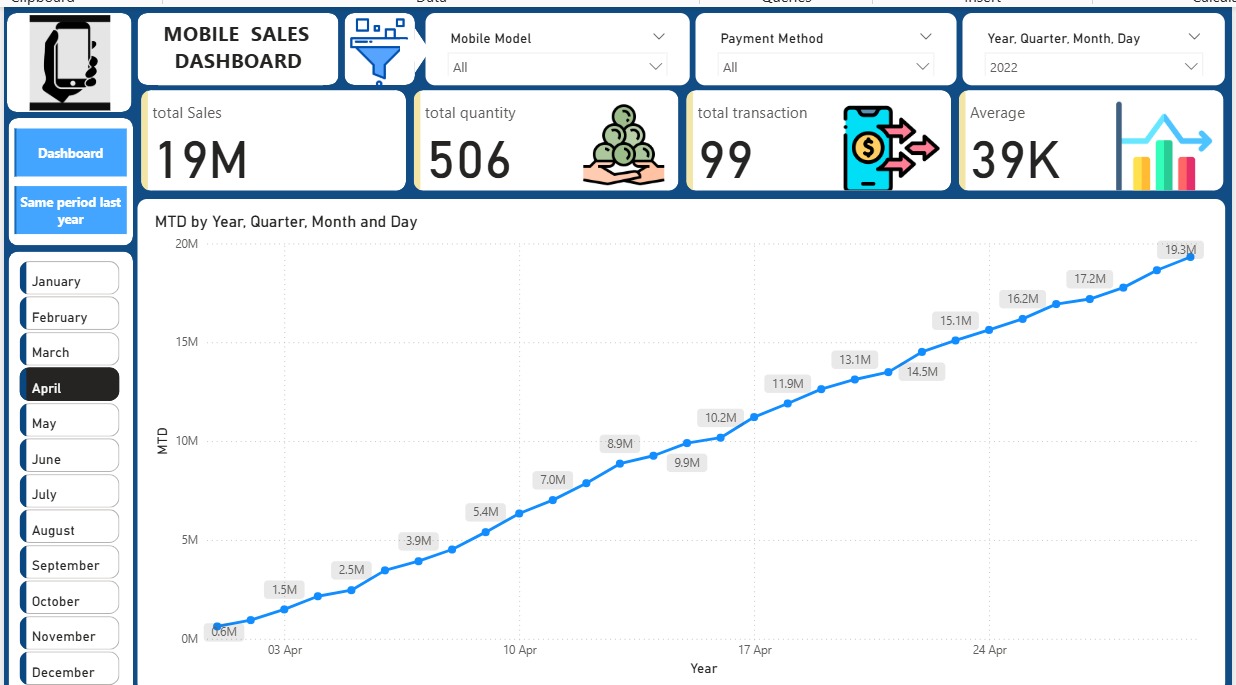 Clipboard
Data
Queries
Insert
MOBILE SALES
DASHBOARD
Mobile Model
All
Payment Method
All
Year, Quarter, Month, Day
2022
total Sales
19M
total quantity
506
total transaction
99
$
Average
39K
Dashboard
Same period last
year
January
February
March
April
May
June
July
August
September
October
November
December
MTD by Year, Quarter, Month and Day
MTD
20M
15M
10M
5M
0M
0.6M
1.5M
2.5M
3.9M
5.4M
7.0M
8.9M
9.9M
10.2M
11.9M
13.1M
14.5M
15.1M
16.2M
17.2M
19.3M
03 Apr
10 Apr
17 Apr
24 Apr
Year